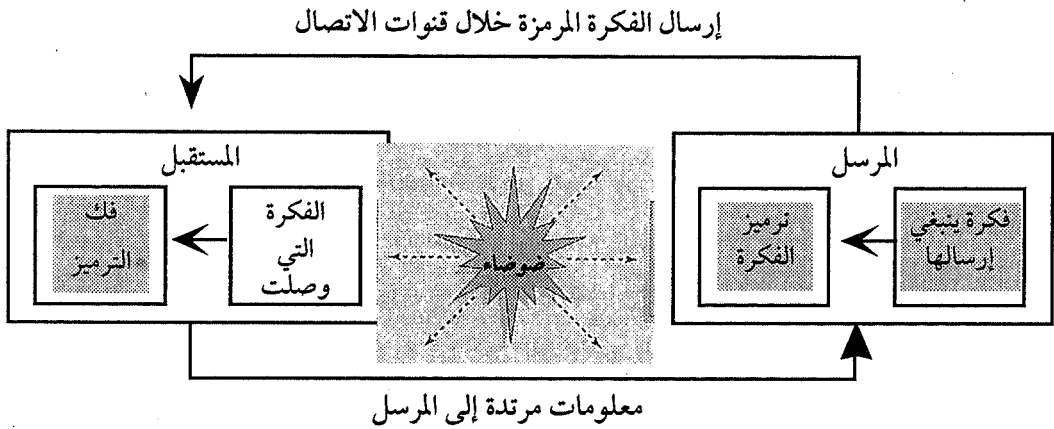 إرسال الفكرة المرمزة خلال قنوات الاتصال
المرسل
فكرة ينبغي
إرسالها
ترميز
الفكرة
ضوضاء
المستقبل
الفكرة
التي
وصلت
فك
الترميز
معلومات مرتدة إلى المرسل